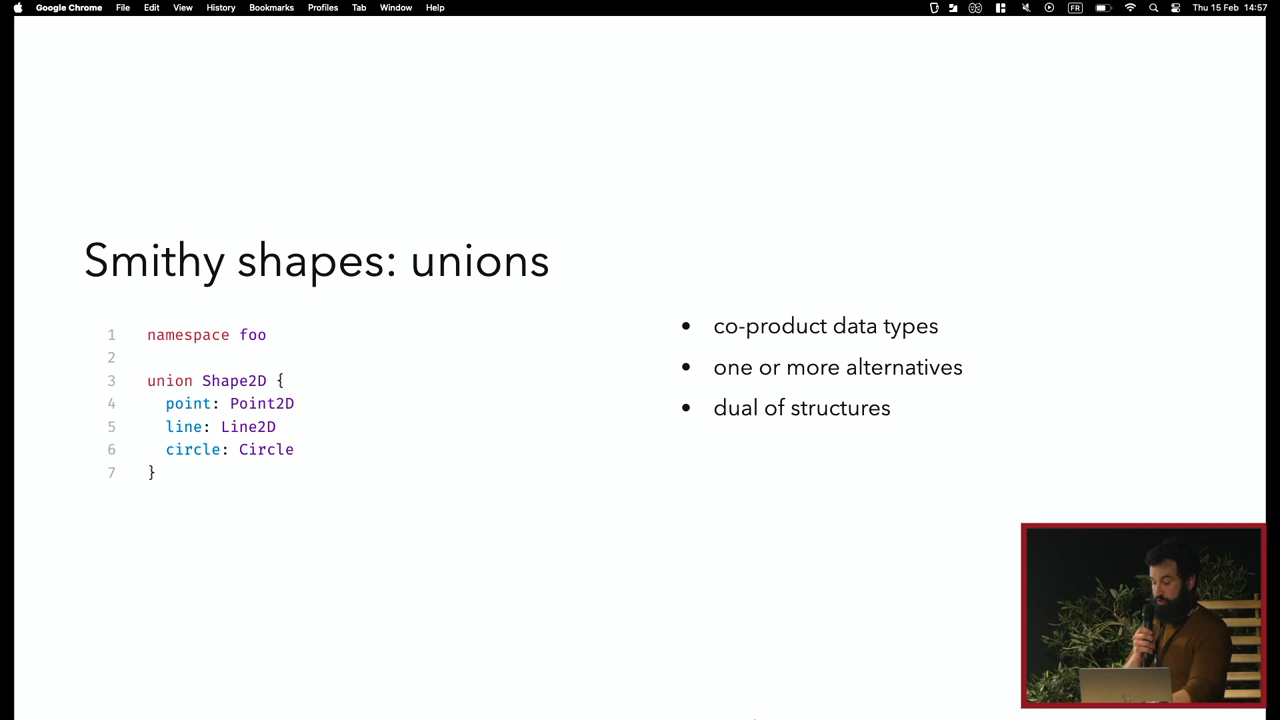 Google Chrome File Edit View History Bookmarks Profiles Tab Window Help FR Thu 15 Feb 14:57
Smithy shapes: unions
1 namespace foo
2
3 union Shape2D {
4 point: Point2D
5 line: Line2D
6 circle: Circle
7 }
• co-product data types
• one or more alternatives
• dual of structures